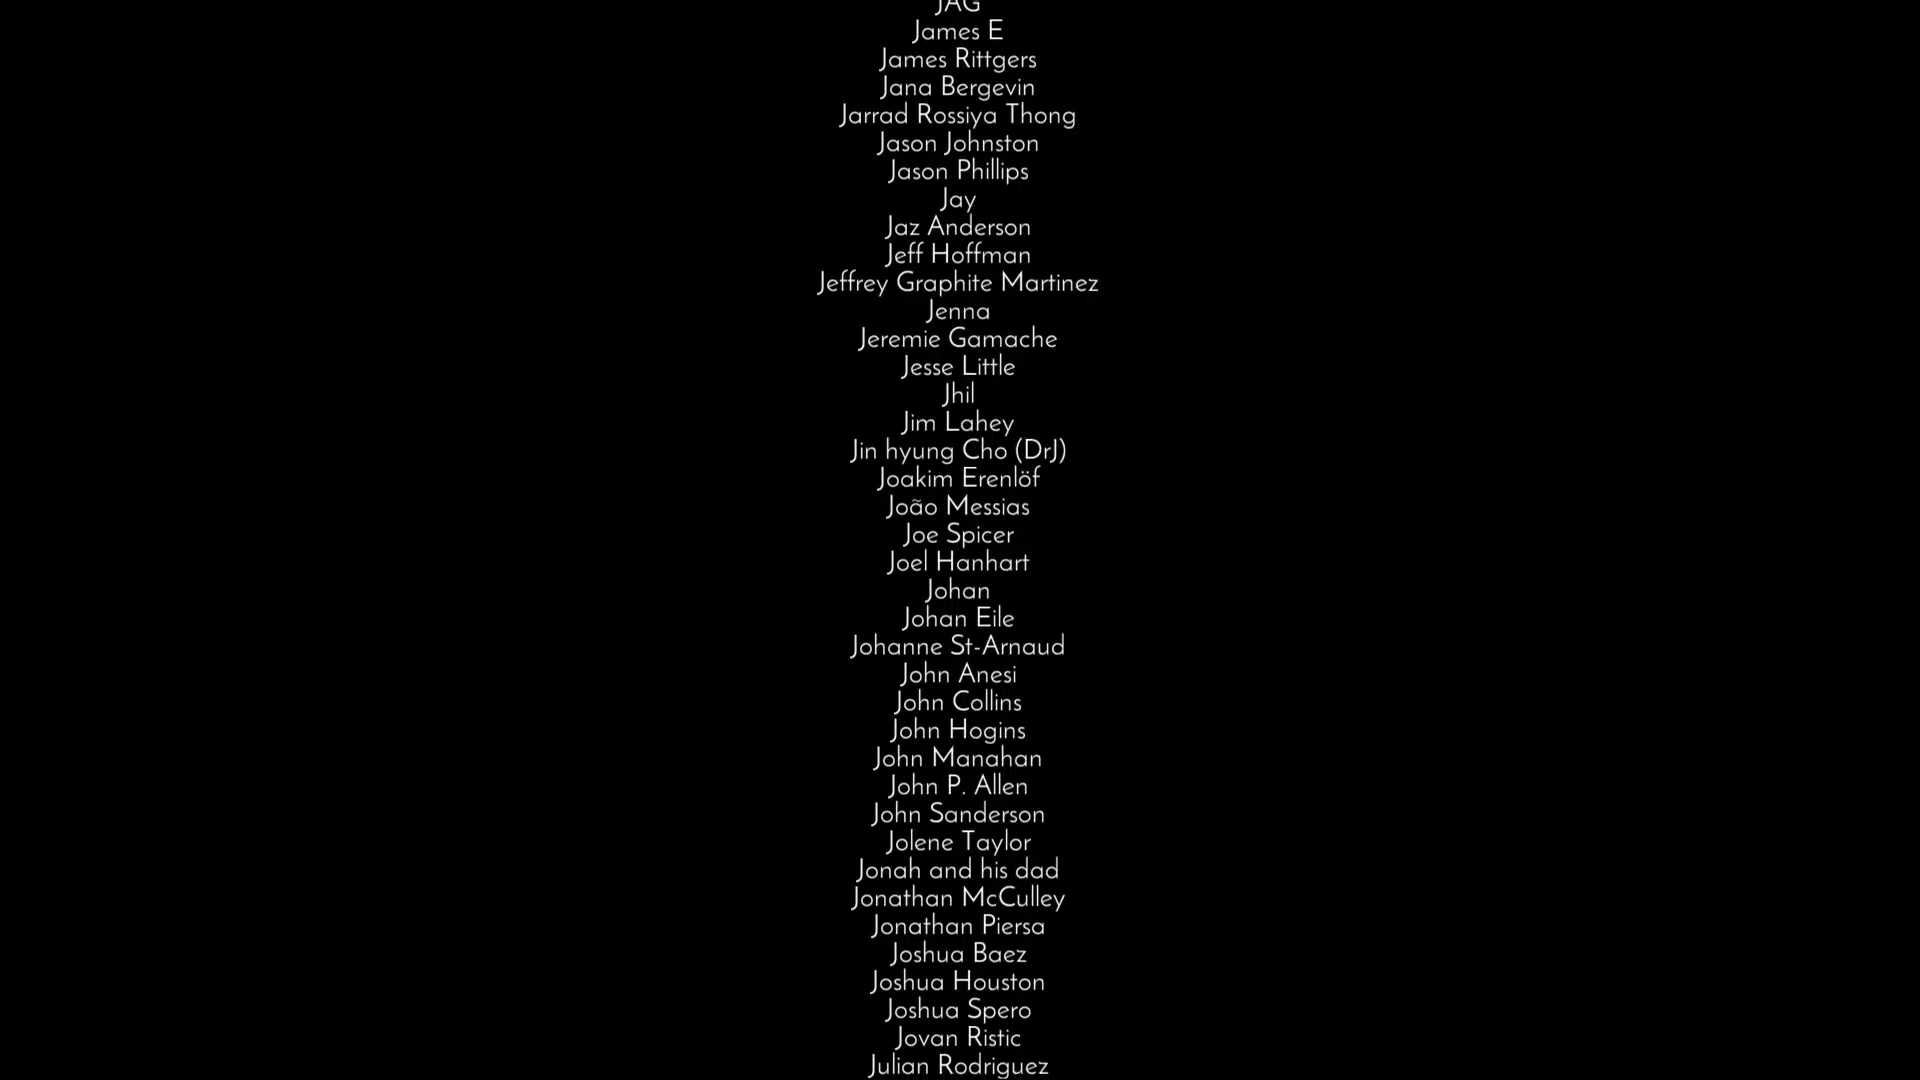 JAG
James E
James Rittgers
Jana Bergevin
Jarrad Rossiya Thong
Jason Johnston
Jason Phillips
Jay
Jaz Anderson
Jeff Hoffman
Jeffrey Graphite Martinez
Jenna
Jeremie Gamache
Jesse Little
Jhil
Jim Lahey
Jin hyung Cho (DrJ)
Joakim Erenlöf
João Messias
Joe Spicer
Joel Hanhart
Johan
Johan Eile
Johanne St-Arnaud
John Anesi
John Collins
John Hogins
John Manahan
John P. Allen
John Sanderson
Jolene Taylor
Jonah and his dad
Jonathan McCulley
Jonathan Piersa
Joshua Baez
Joshua Houston
Joshua Spero
Jovan Ristic
Julian Rodriguez